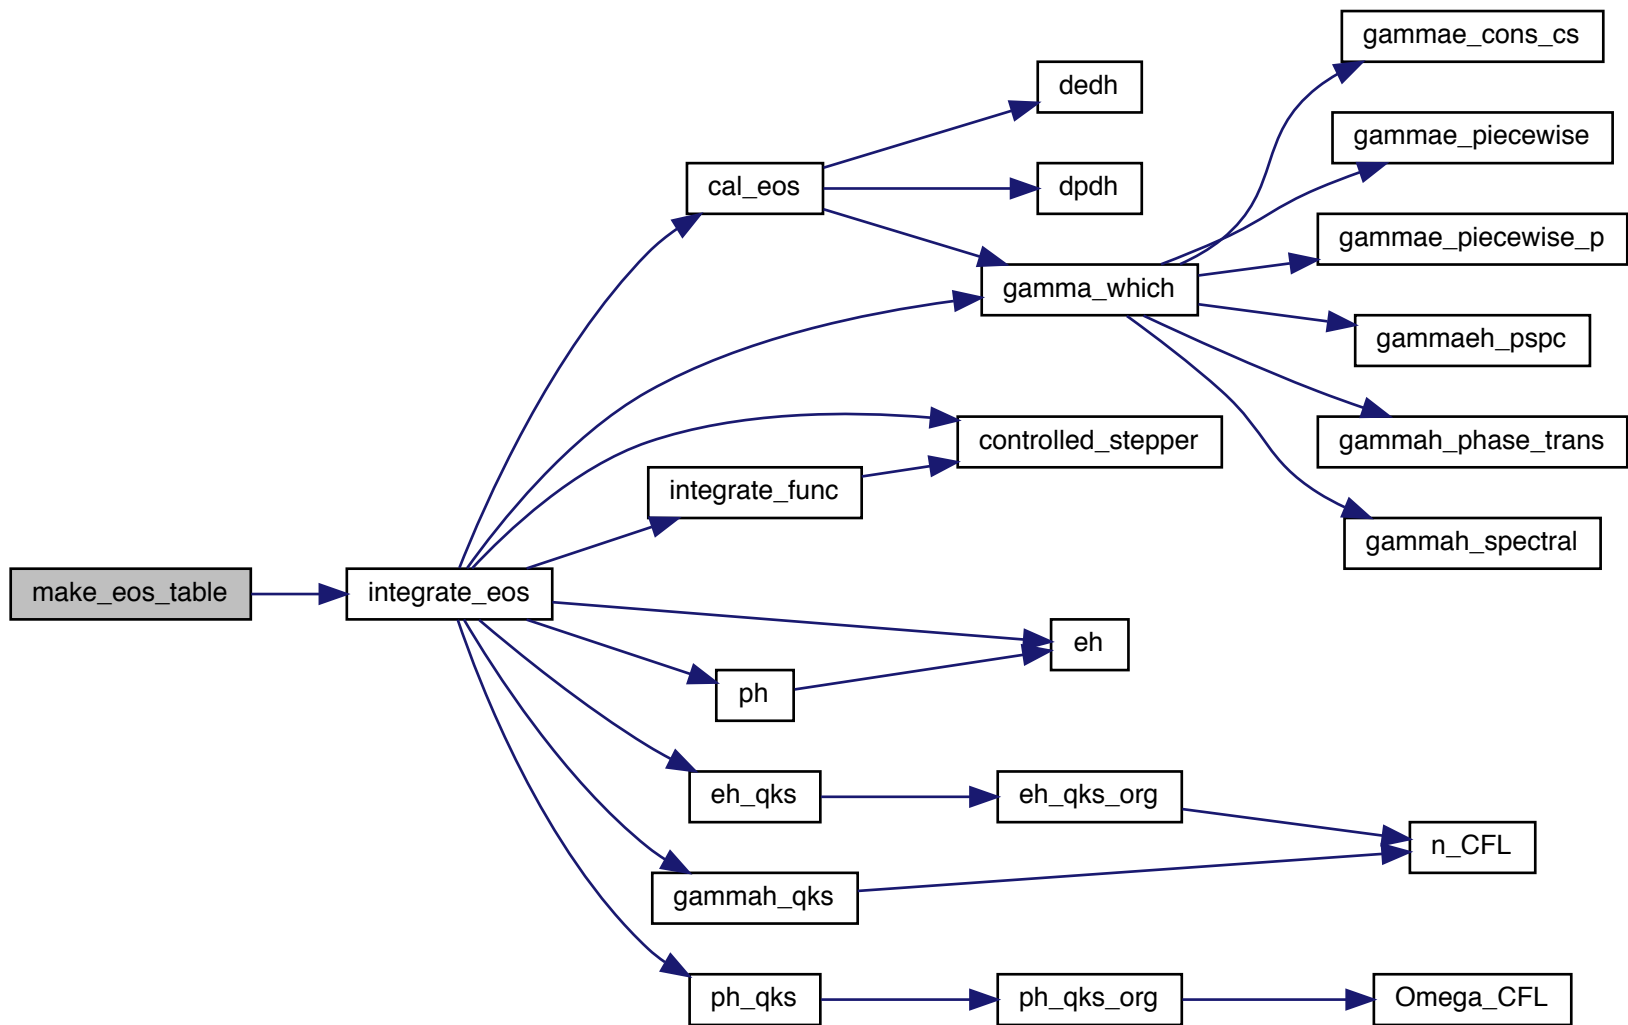 gammae_cons_cs
dedh
gammae_piecewise
cal_eos
dpdh
gammae_piecewise_p
gamma_which
gammaeh_pspc
controlled_stepper
gammah_phase_trans
integrate_func
gammah_spectral
make_eos_table
integrate_eos
eh
ph
eh_qks
eh_qks_org
n_CFL
gammah_qks
ph_qks
ph_qks_org
Omega_CFL